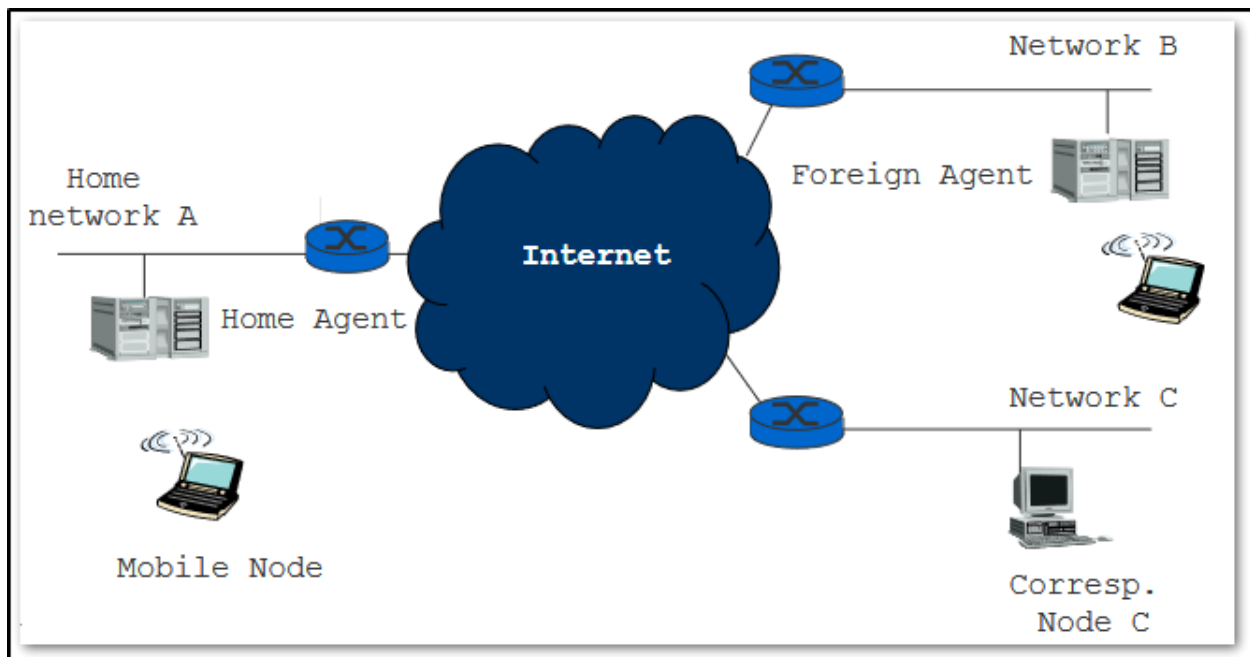 Network B
Foreign Agent
Home
network A
Internet
Home Agent
Network C
Mobile Node
Corresp.
Node C